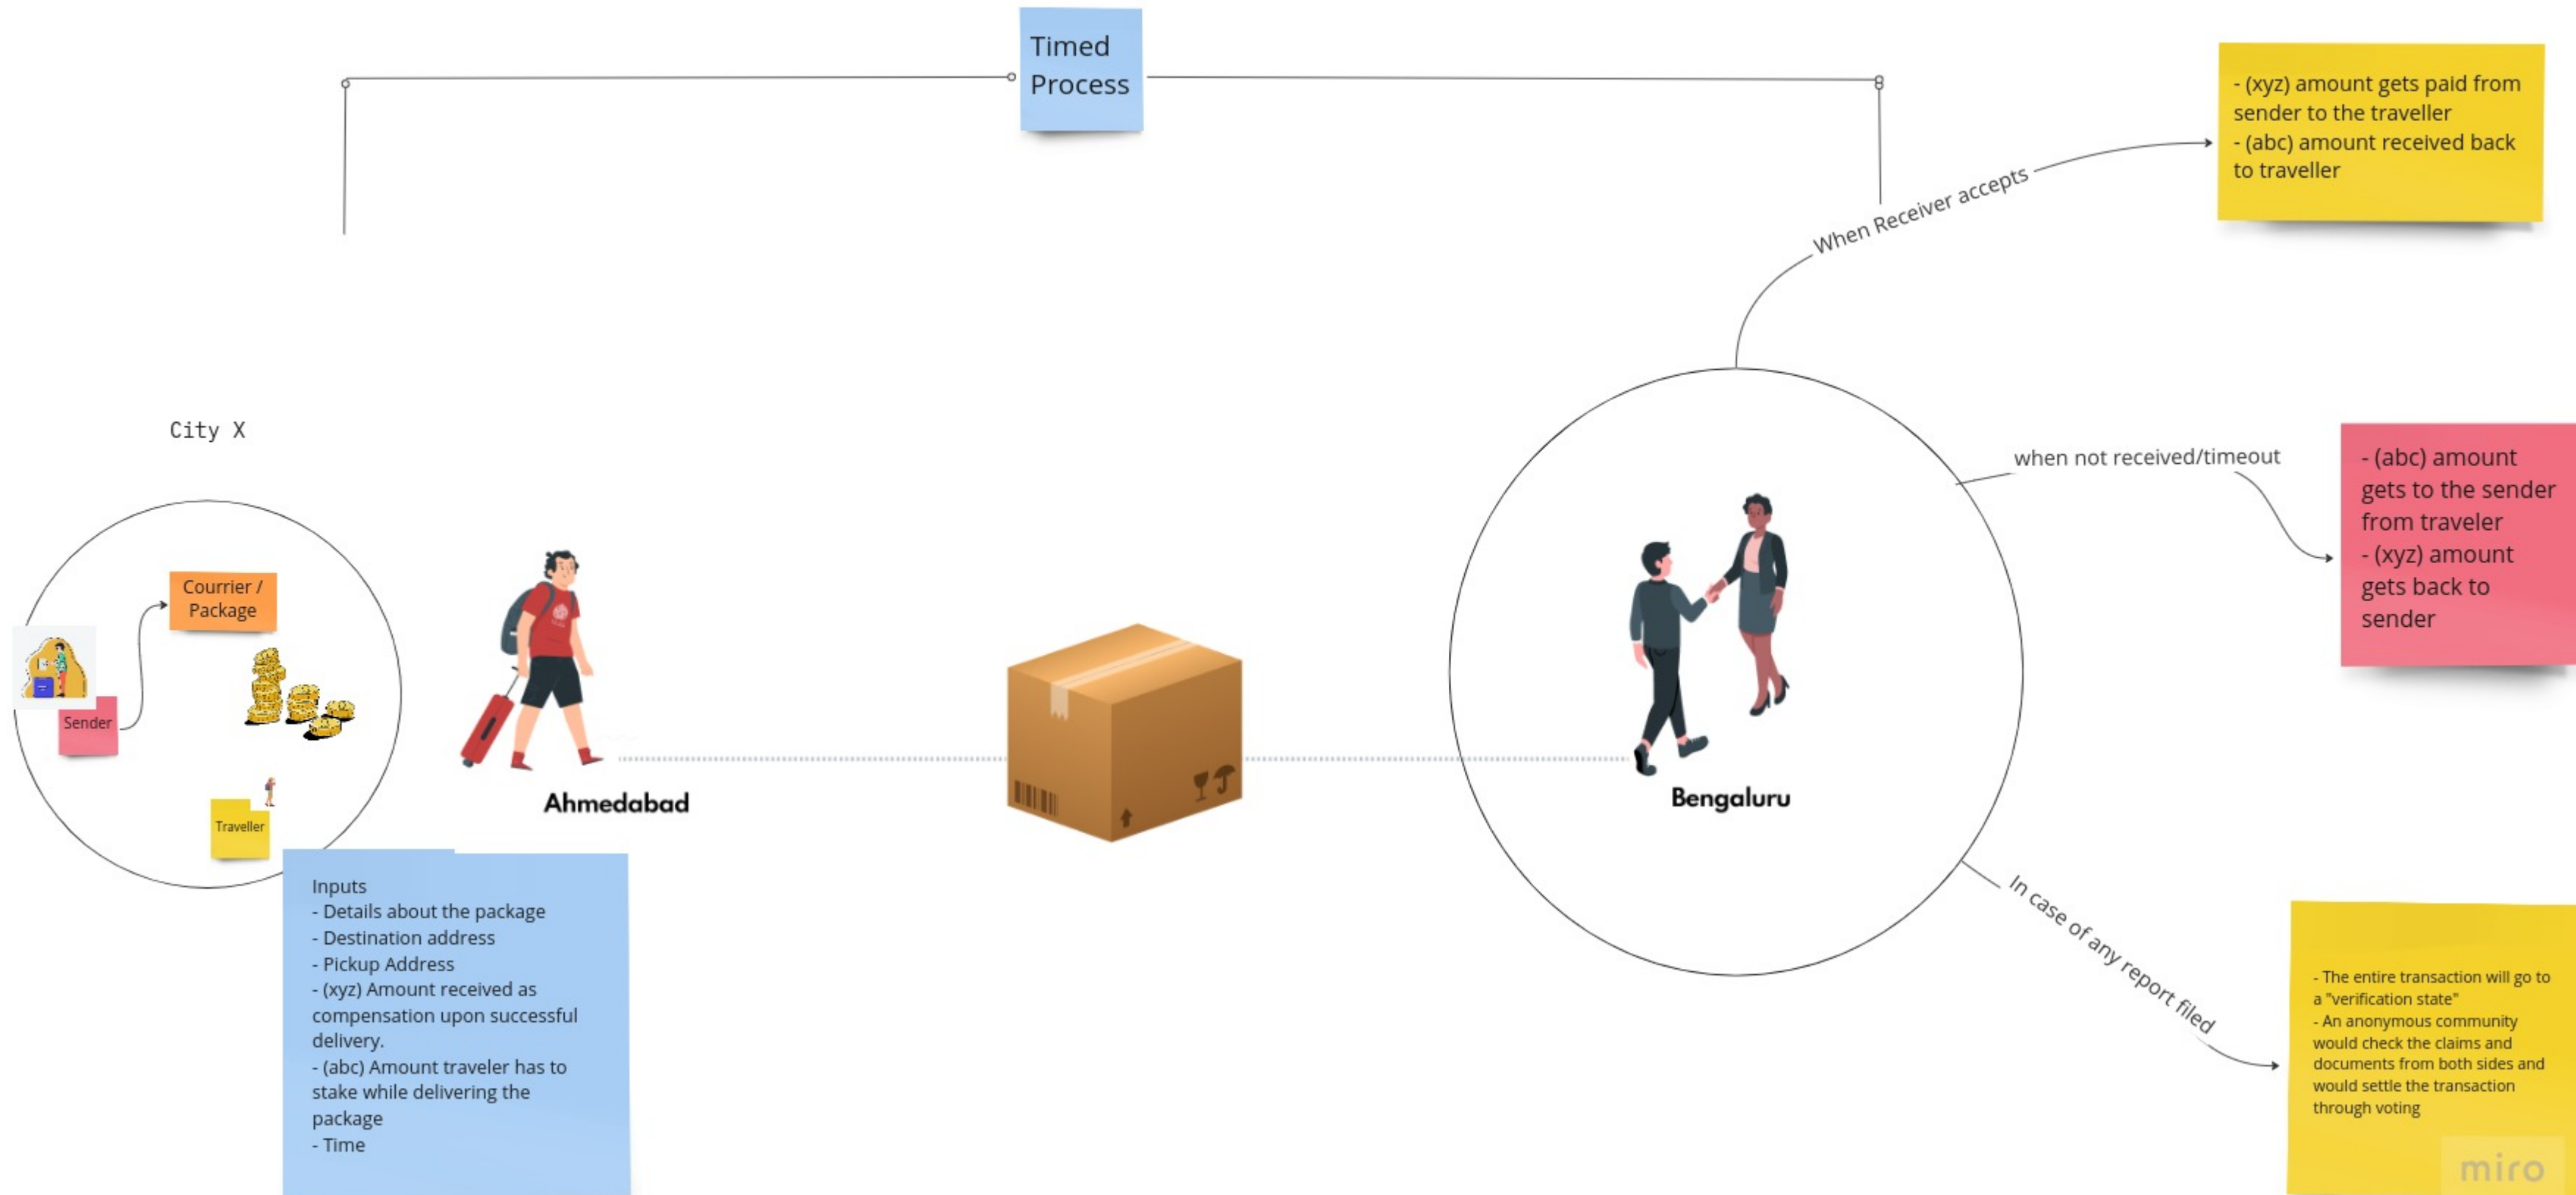 Timed
Process
- (xyz) amount gets paid from
sender to the traveller
- (abc) amount received back
to traveller
When Receiver accepts
City X
when not received/timeout
- (abc) amount
gets to the sender
from traveler
- (xyz) amount
gets back to
sender
Courrier /
Package
Sender
Traveller
Ahmedabad
Bengaluru
Inputs
- Details about the package
- Destination address
- Pickup Address
- (xyz) Amount received as
compensation upon successful
delivery.
- (abc) Amount traveler has to
stake while delivering the
package
- Time
In case of any report filed
- The entire transaction will go to
a "verification state"
- An anonymous community
would check the claims and
documents from both sides and
would settle the transaction
through voting
miro